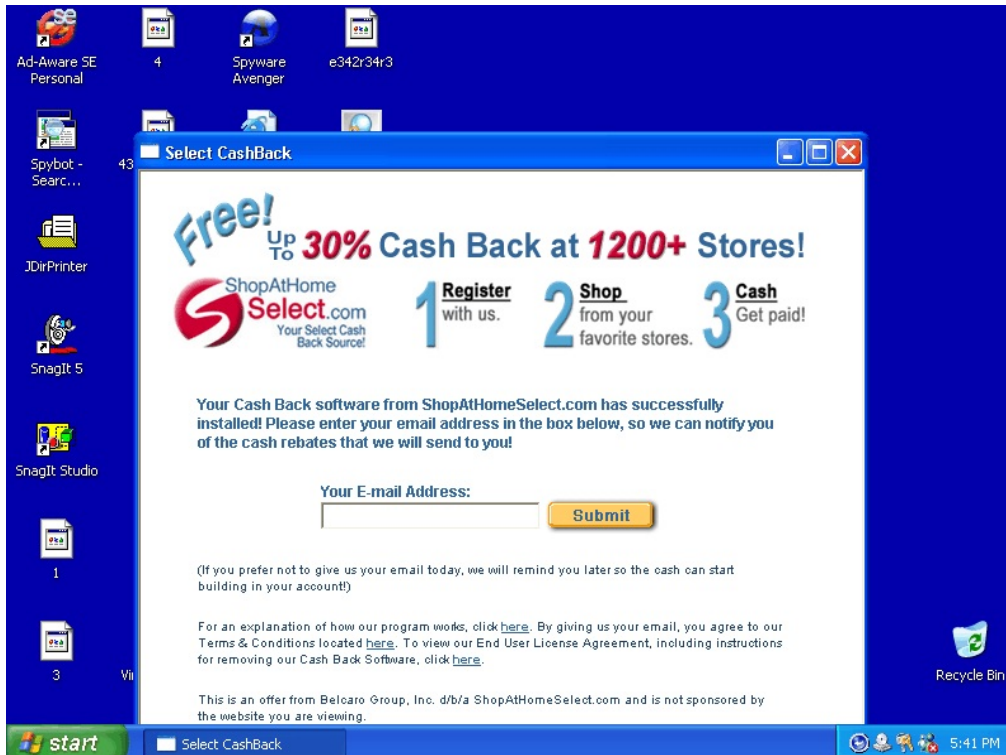 Ad-Aware SE
Personal
4
Spyware
Avenger
e342r34r3
Spybot -
Searc...
43
JDirPrinter
SnagIt 5
SnagIt Studio
1
3
Vi
Select CashBack
Free!
Up To 30% Cash Back at 1200+ Stores!
ShopAtHome
Select.com
Your Select Cash
Back Source!
1 Register
with us.
2 Shop
from your
favorite stores.
3 Cash
Get paid!
Your Cash Back software from ShopAtHomeSelect.com has successfully
installed! Please enter your email address in the box below, so we can notify you
of the cash rebates that we will send to you!
Your E-mail Address:
Submit
(If you prefer not to give us your email today, we will remind you later so the cash can start
building in your account!)
For an explanation of how our program works, click here. By giving us your email, you agree to our
Terms & Conditions located here. To view our End User License Agreement, including instructions
for removing our Cash Back Software, click here.
This is an offer from Belcaro Group, Inc. d/b/a ShopAtHomeSelect.com and is not sponsored by
the website you are viewing.
Recycle Bin
start
Select CashBack
5:41 PM